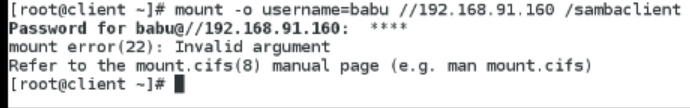 [root@client ~]# mount -o username=babu //192.168.91.160 /sambaclient
Password for babu@//192.168.91.160:  ****
mount error(22): Invalid argument
Refer to the mount.cifs(8) manual page (e.g. man mount.cifs)
[root@client ~]#